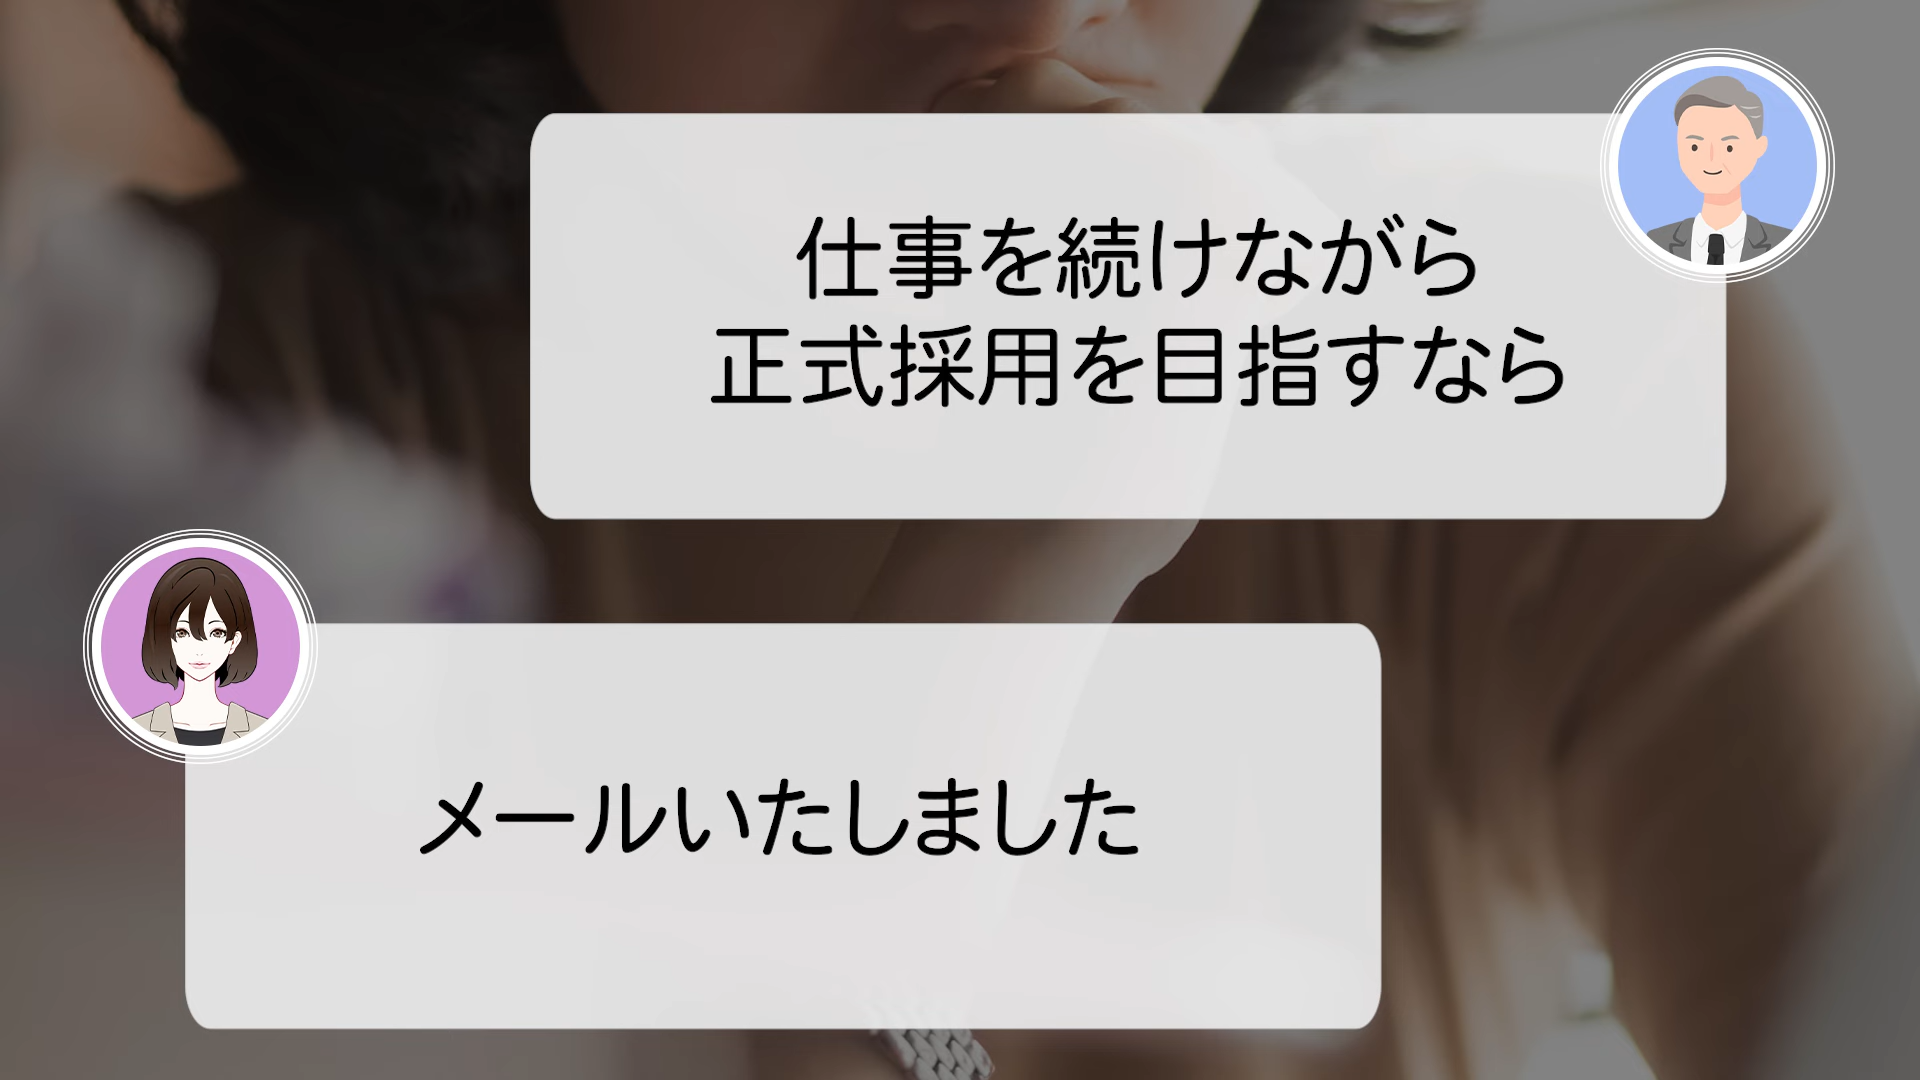 仕事を続けながら
正式採用を目指すなら
メールいたしました